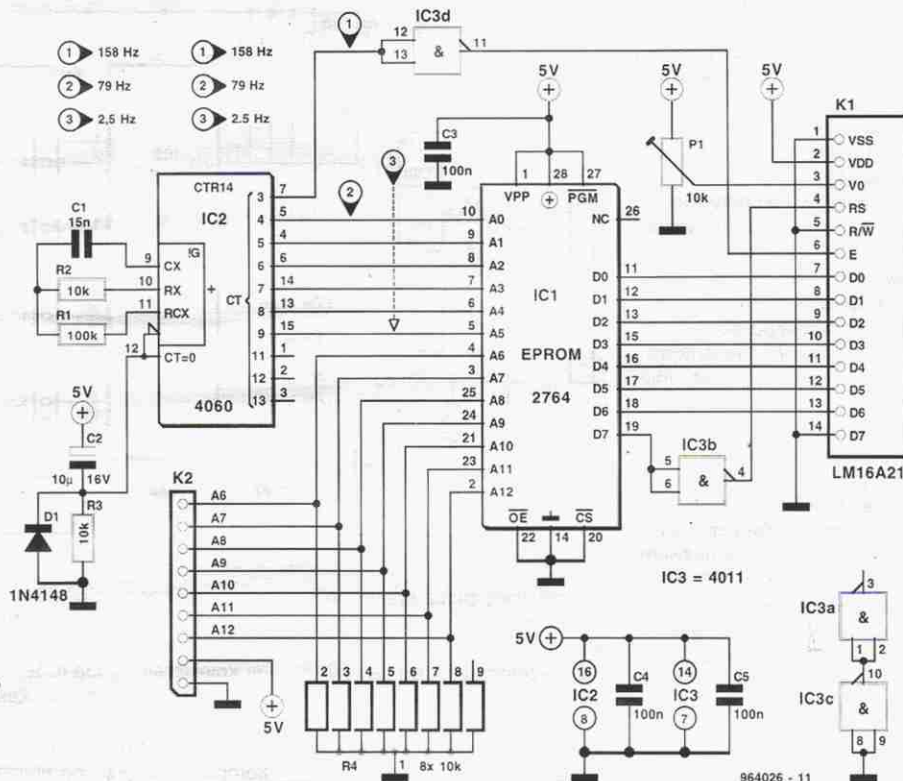 1 158 Hz
2 79 Hz
3 2,5 Hz
1 158 Hz
2 79 Hz
3 2.5 Hz
1
2
3
IC3d
12
13
&
11
5V
5V
5V
C3
100n
P1
10k
K1
1 VSS
2 VDD
3 V0
4 RS
5 R/W
6 E
7 D0
8 D1
9 D2
10 D3
11 D4
12 D5
13 D6
14 D7
LM16A21
CTR14
IC2
!G
+
CT
4060
9 CX
10 RX
11 RCX
12 CT=0
3 7
4 5
5 4
6 6
7 14
8 13
9 15
11 1
12 2
13 3
C1
15n
R2
10k
R1
100k
5V
C2
10µ 16V
D1
1N4148
R3
10k
1 28 27
VPP PGM
NC 26
10 A0
9 A1
8 A2
7 A3
6 A4
5 A5
4 A6
3 A7
25 A8
24 A9
21 A10
23 A11
2 A12
IC1
EPROM
2764
D0 11
D1 12
D2 13
D3 15
D4 16
D5 17
D6 18
D7 19
OE CS
22 14 20
IC3b
5
6
&
4
IC3 = 4011
K2
A6
A7
A8
A9
A10
A11
A12
5V
2 3 4 5 6 7 8 9
R4 1 8x 10k
5V
16
IC2
8
C4
100n
14
IC3
7
C5
100n
IC3a
3
&
1 2
IC3c
10
&
8 9
964026 - 11